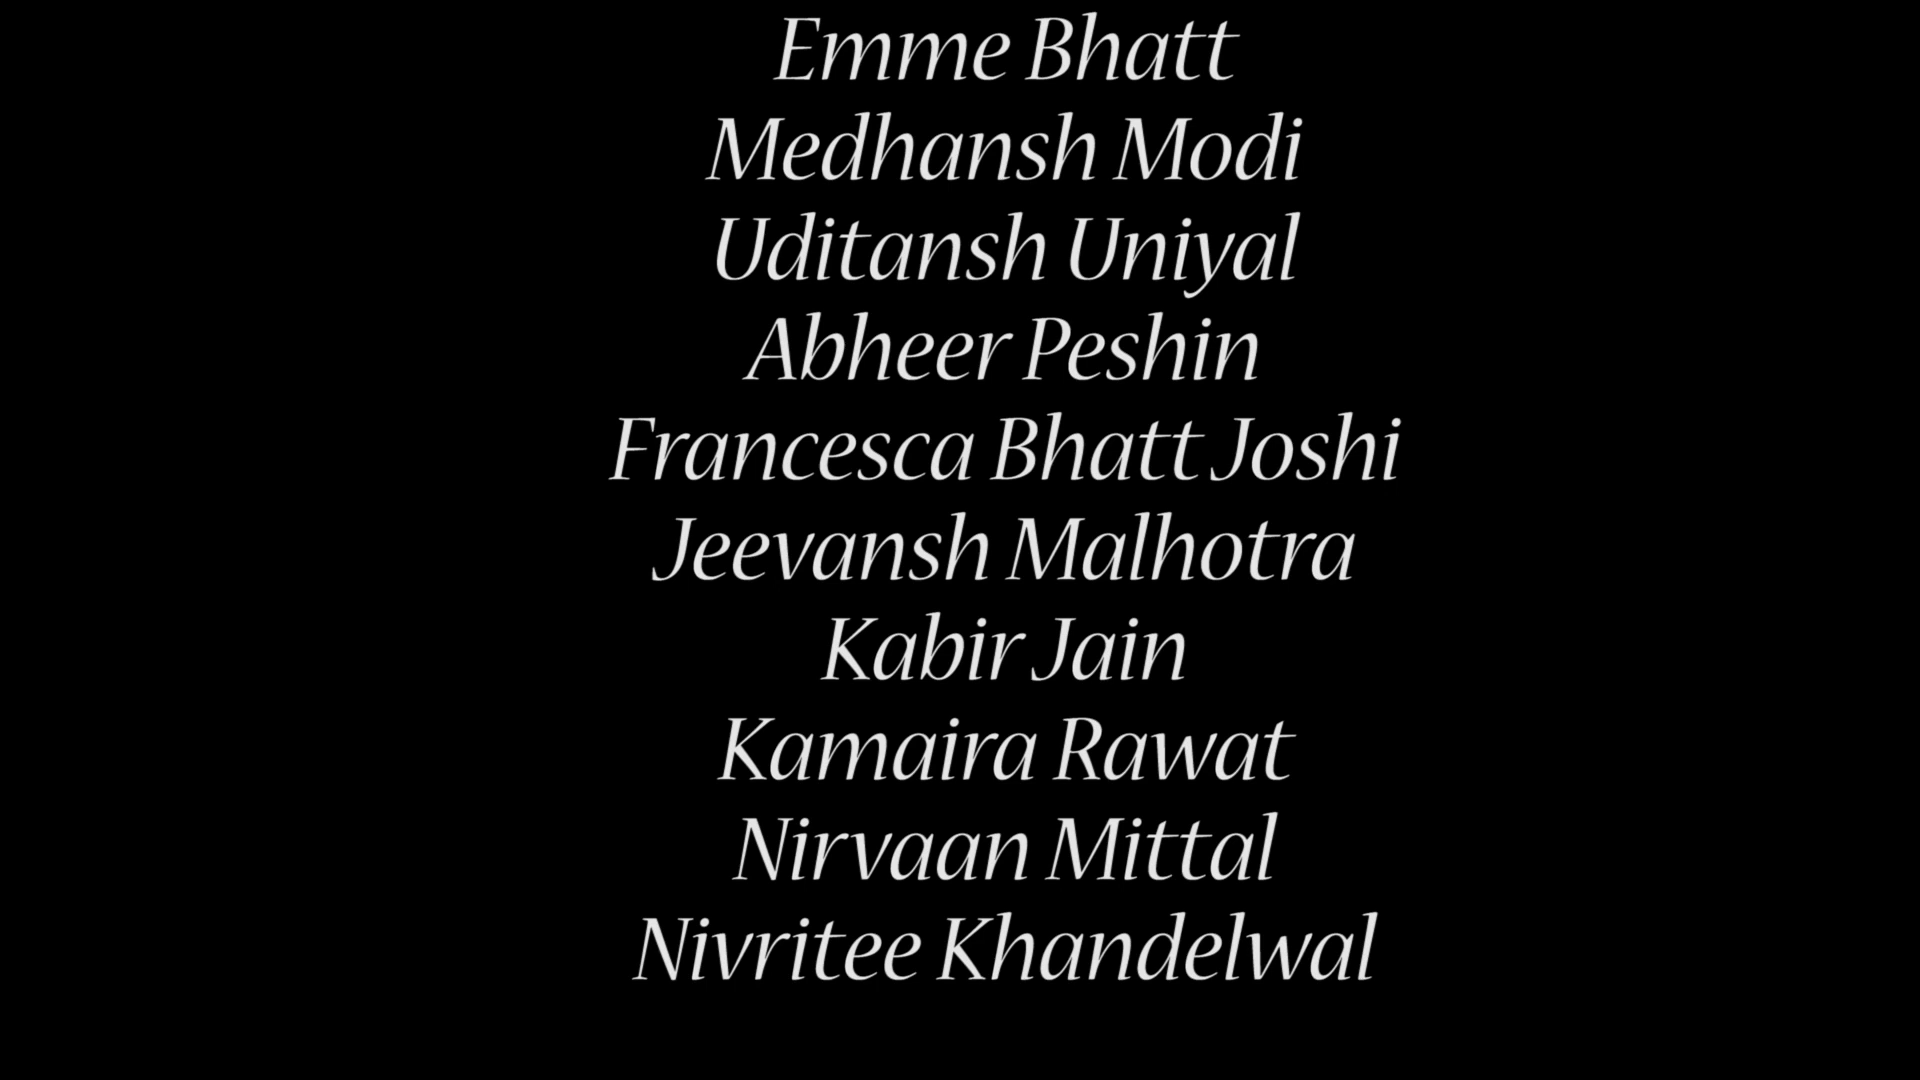 Emme Bhatt
Medhansh Modi
Uditansh Uniyal
Abheer Peshin
Francesca Bhatt Joshi
Jeevansh Malhotra
Kabir Jain
Kamaira Rawat
Nirvaan Mittal
Nivritee Khandelwal